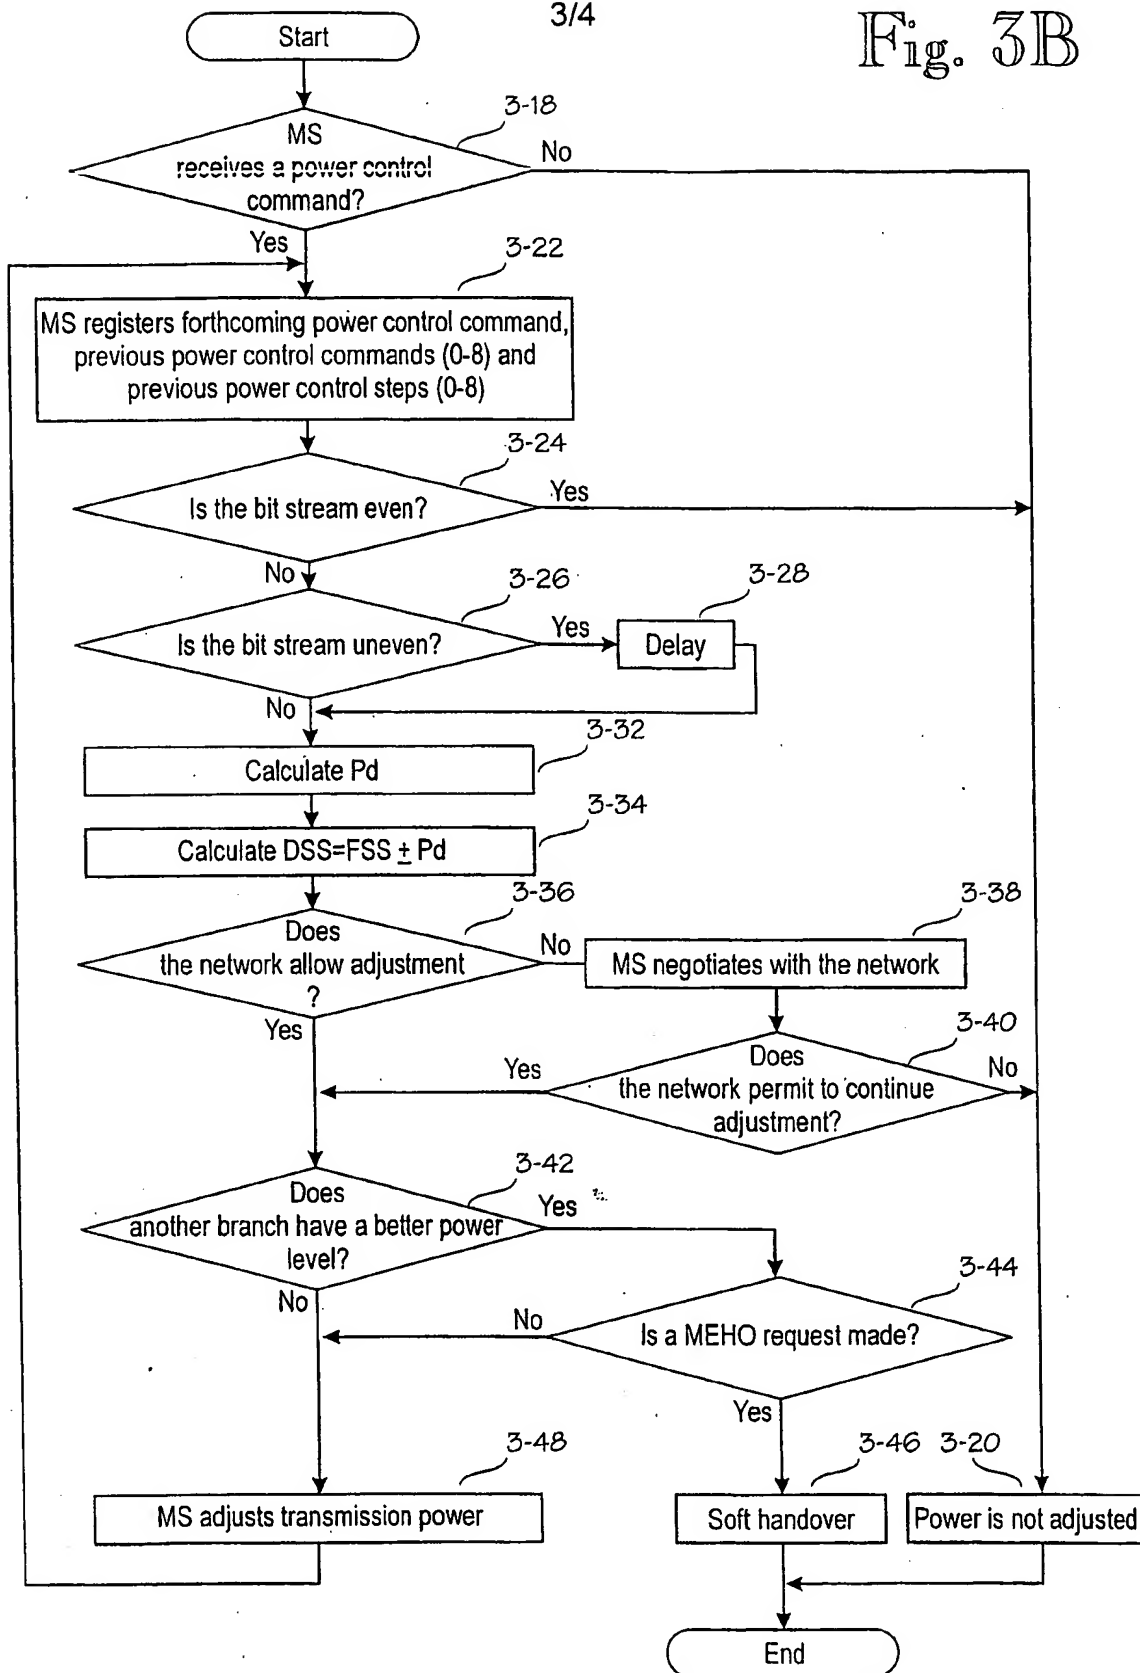 3/4
Fig. 3B
Start
3-18
MS
receives a power control
command?
No
Yes
3-22
MS registers forthcoming power control command,
previous power control commands (0-8) and
previous power control steps (0-8)
3-24
Is the bit stream even?
Yes
No
3-26
3-28
Is the bit stream uneven?
Yes
Delay
No
3-32
Calculate Pd
3-34
Calculate DSS=FSS ± Pd
3-36
3-38
Does
the network allow adjustment
?
No
MS negotiates with the network
Yes
3-40
Does
the network permit to continue
adjustment?
Yes
No
3-42
Does
another branch have a better power
level?
Yes
No
3-44
Is a MEHO request made?
No
Yes
3-48
3-46
3-20
MS adjusts transmission power
Soft handover
Power is not adjusted
End